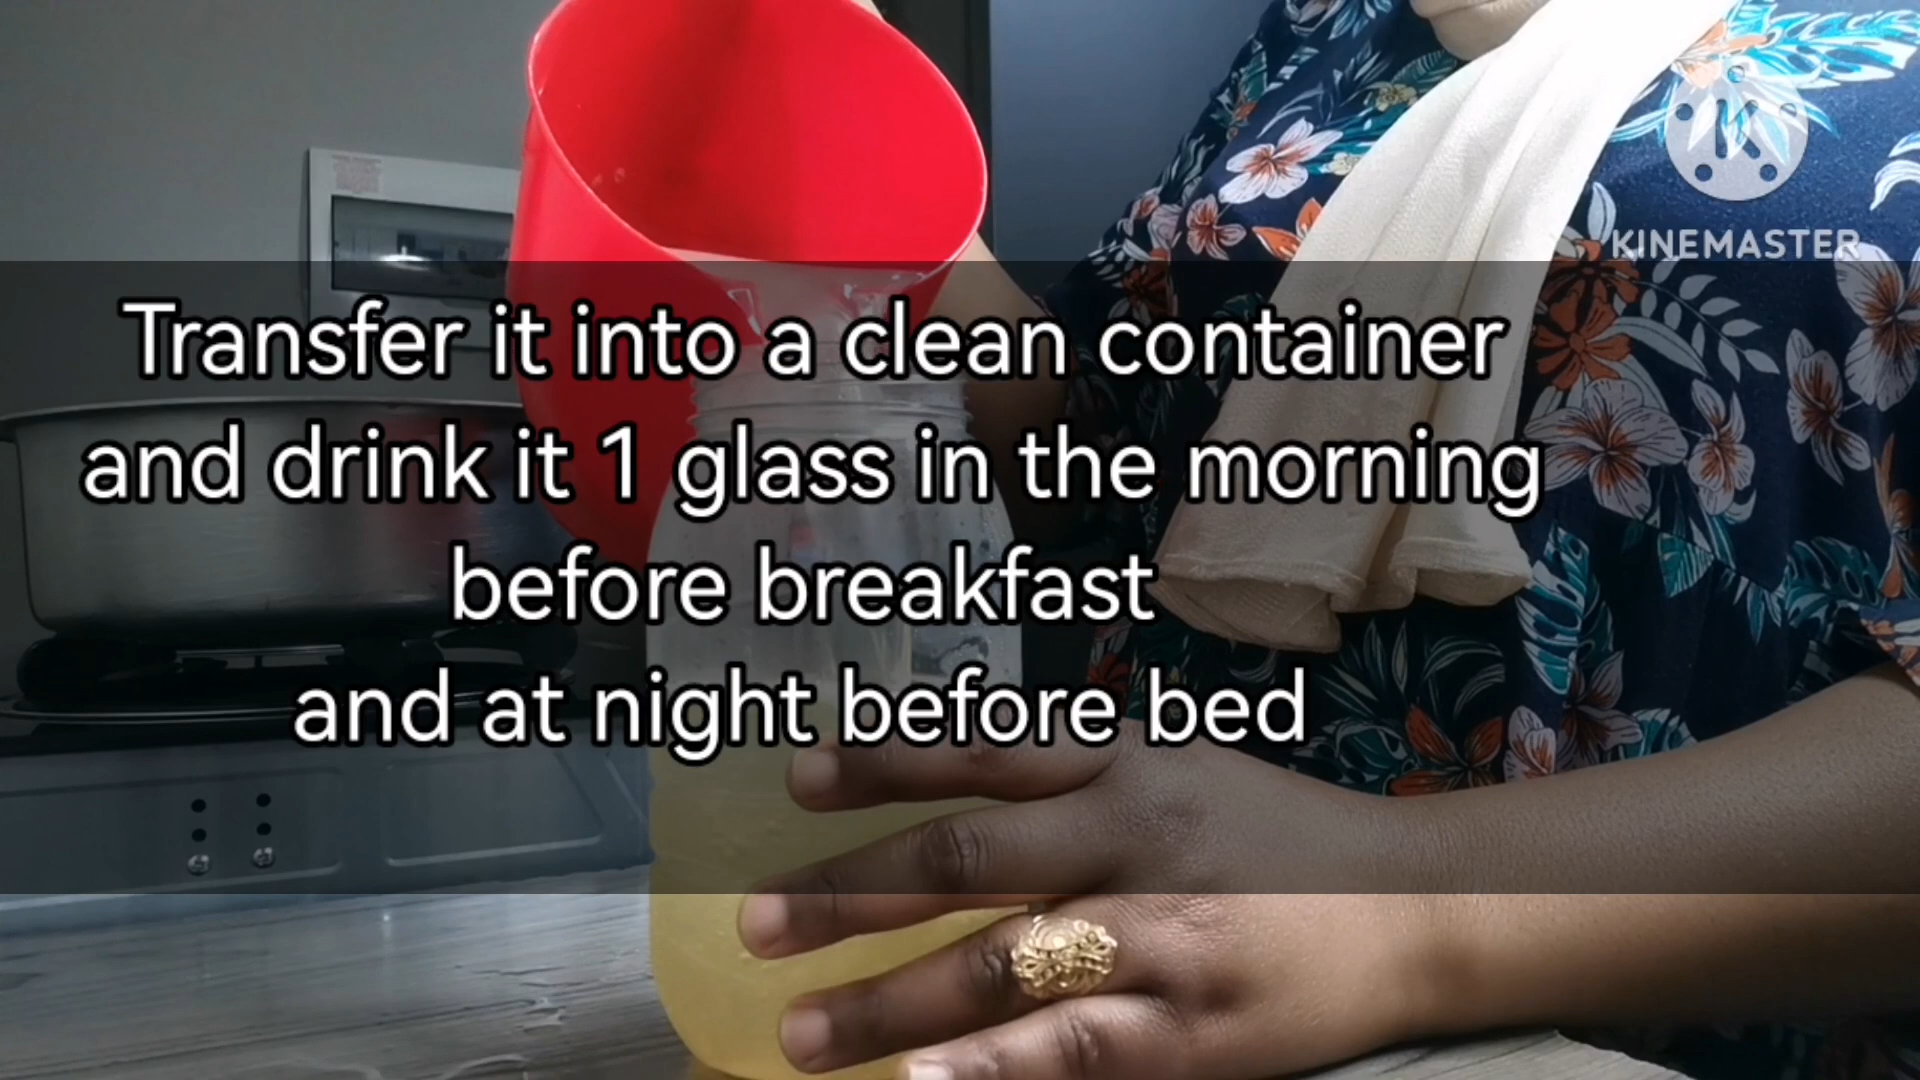 KINEMASTER
Transfer it into a clean container
and drink it 1 glass in the morning
before breakfast
and at night before bed